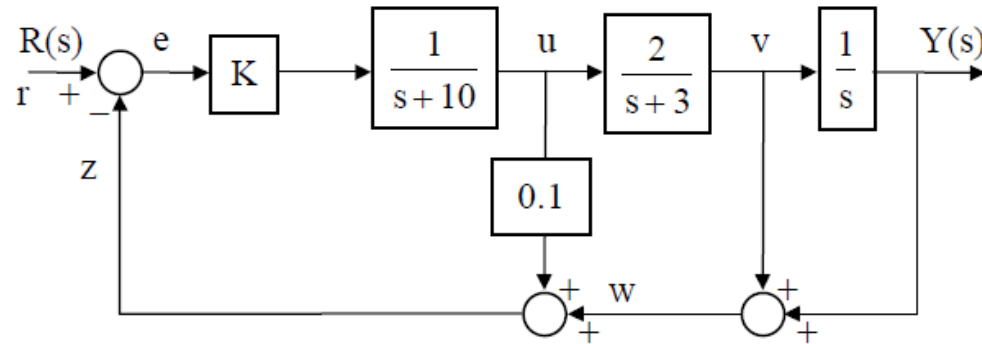 R(s)
r
+
−
e
K
1
s + 10
u
2
s + 3
v
1
s
Y(s)
z
0.1
+
+
w
+
+